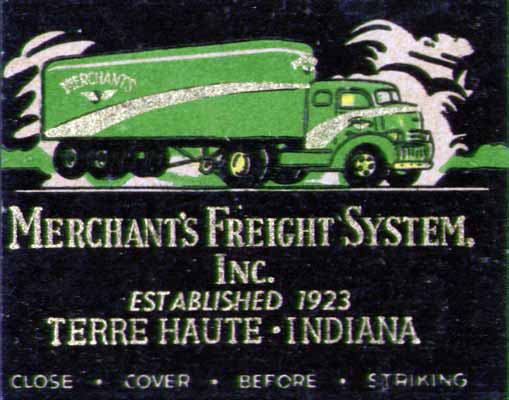 MERCHANTS
MERCHANT'S FREIGHT SYSTEM,
INC.
ESTABLISHED 1923
TERRE HAUTE • INDIANA
CLOSE • COVER • BEFORE • STRIKING